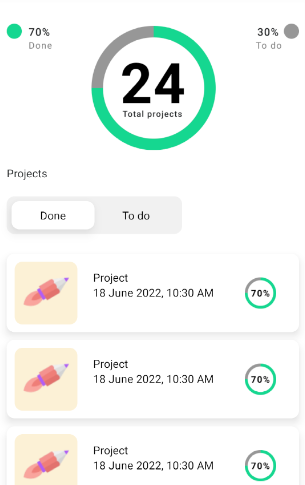 70%
Done
30%
To do
24
Total projects
Projects
Done
To do
Project
18 June 2022, 10:30 AM
70%
Project
18 June 2022, 10:30 AM
70%
Project
18 June 2022, 10:30 AM
70%